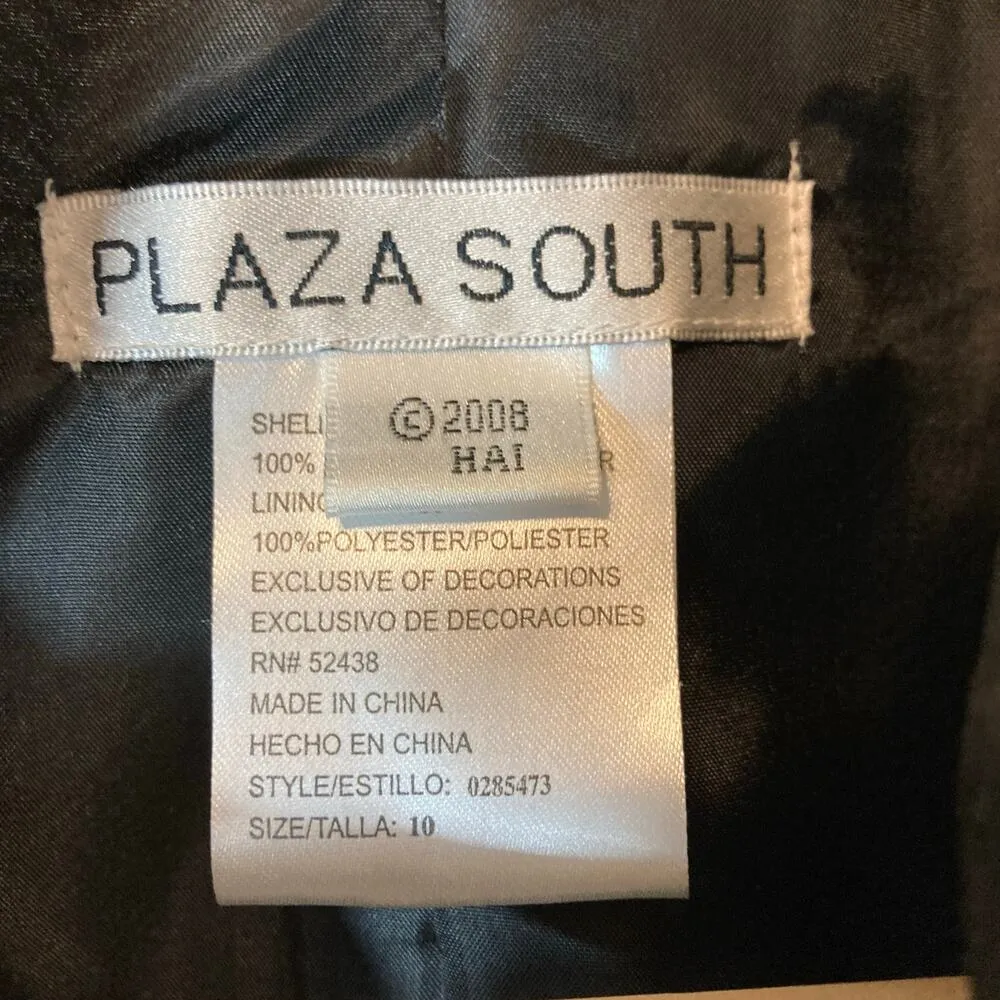 PLAZA SOUTH
© 2008
HAI
SHELL
100%
LINING
100%POLYESTER/POLIESTER
EXCLUSIVE OF DECORATIONS
EXCLUSIVO DE DECORACIONES
RN# 52438
MADE IN CHINA
HECHO EN CHINA
STYLE/ESTILLO: 0285473
SIZE/TALLA: 10